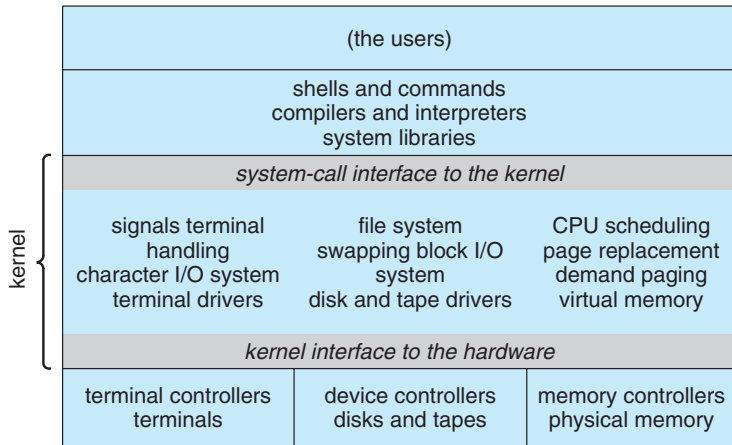 (the users)
shells and commands
compilers and interpreters
system libraries
system-call interface to the kernel
kernel
signals terminal
handling
character I/O system
terminal drivers
file system
swapping block I/O
system
disk and tape drivers
CPU scheduling
page replacement
demand paging
virtual memory
kernel interface to the hardware
terminal controllers
terminals
device controllers
disks and tapes
memory controllers
physical memory